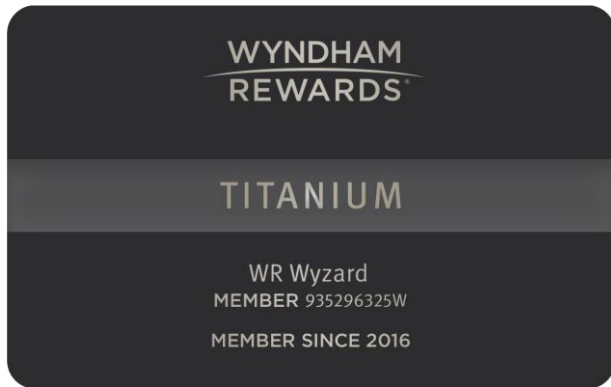 WYNDHAM
REWARDS®
TITANIUM
WR Wyzard
MEMBER 935296325W
MEMBER SINCE 2016